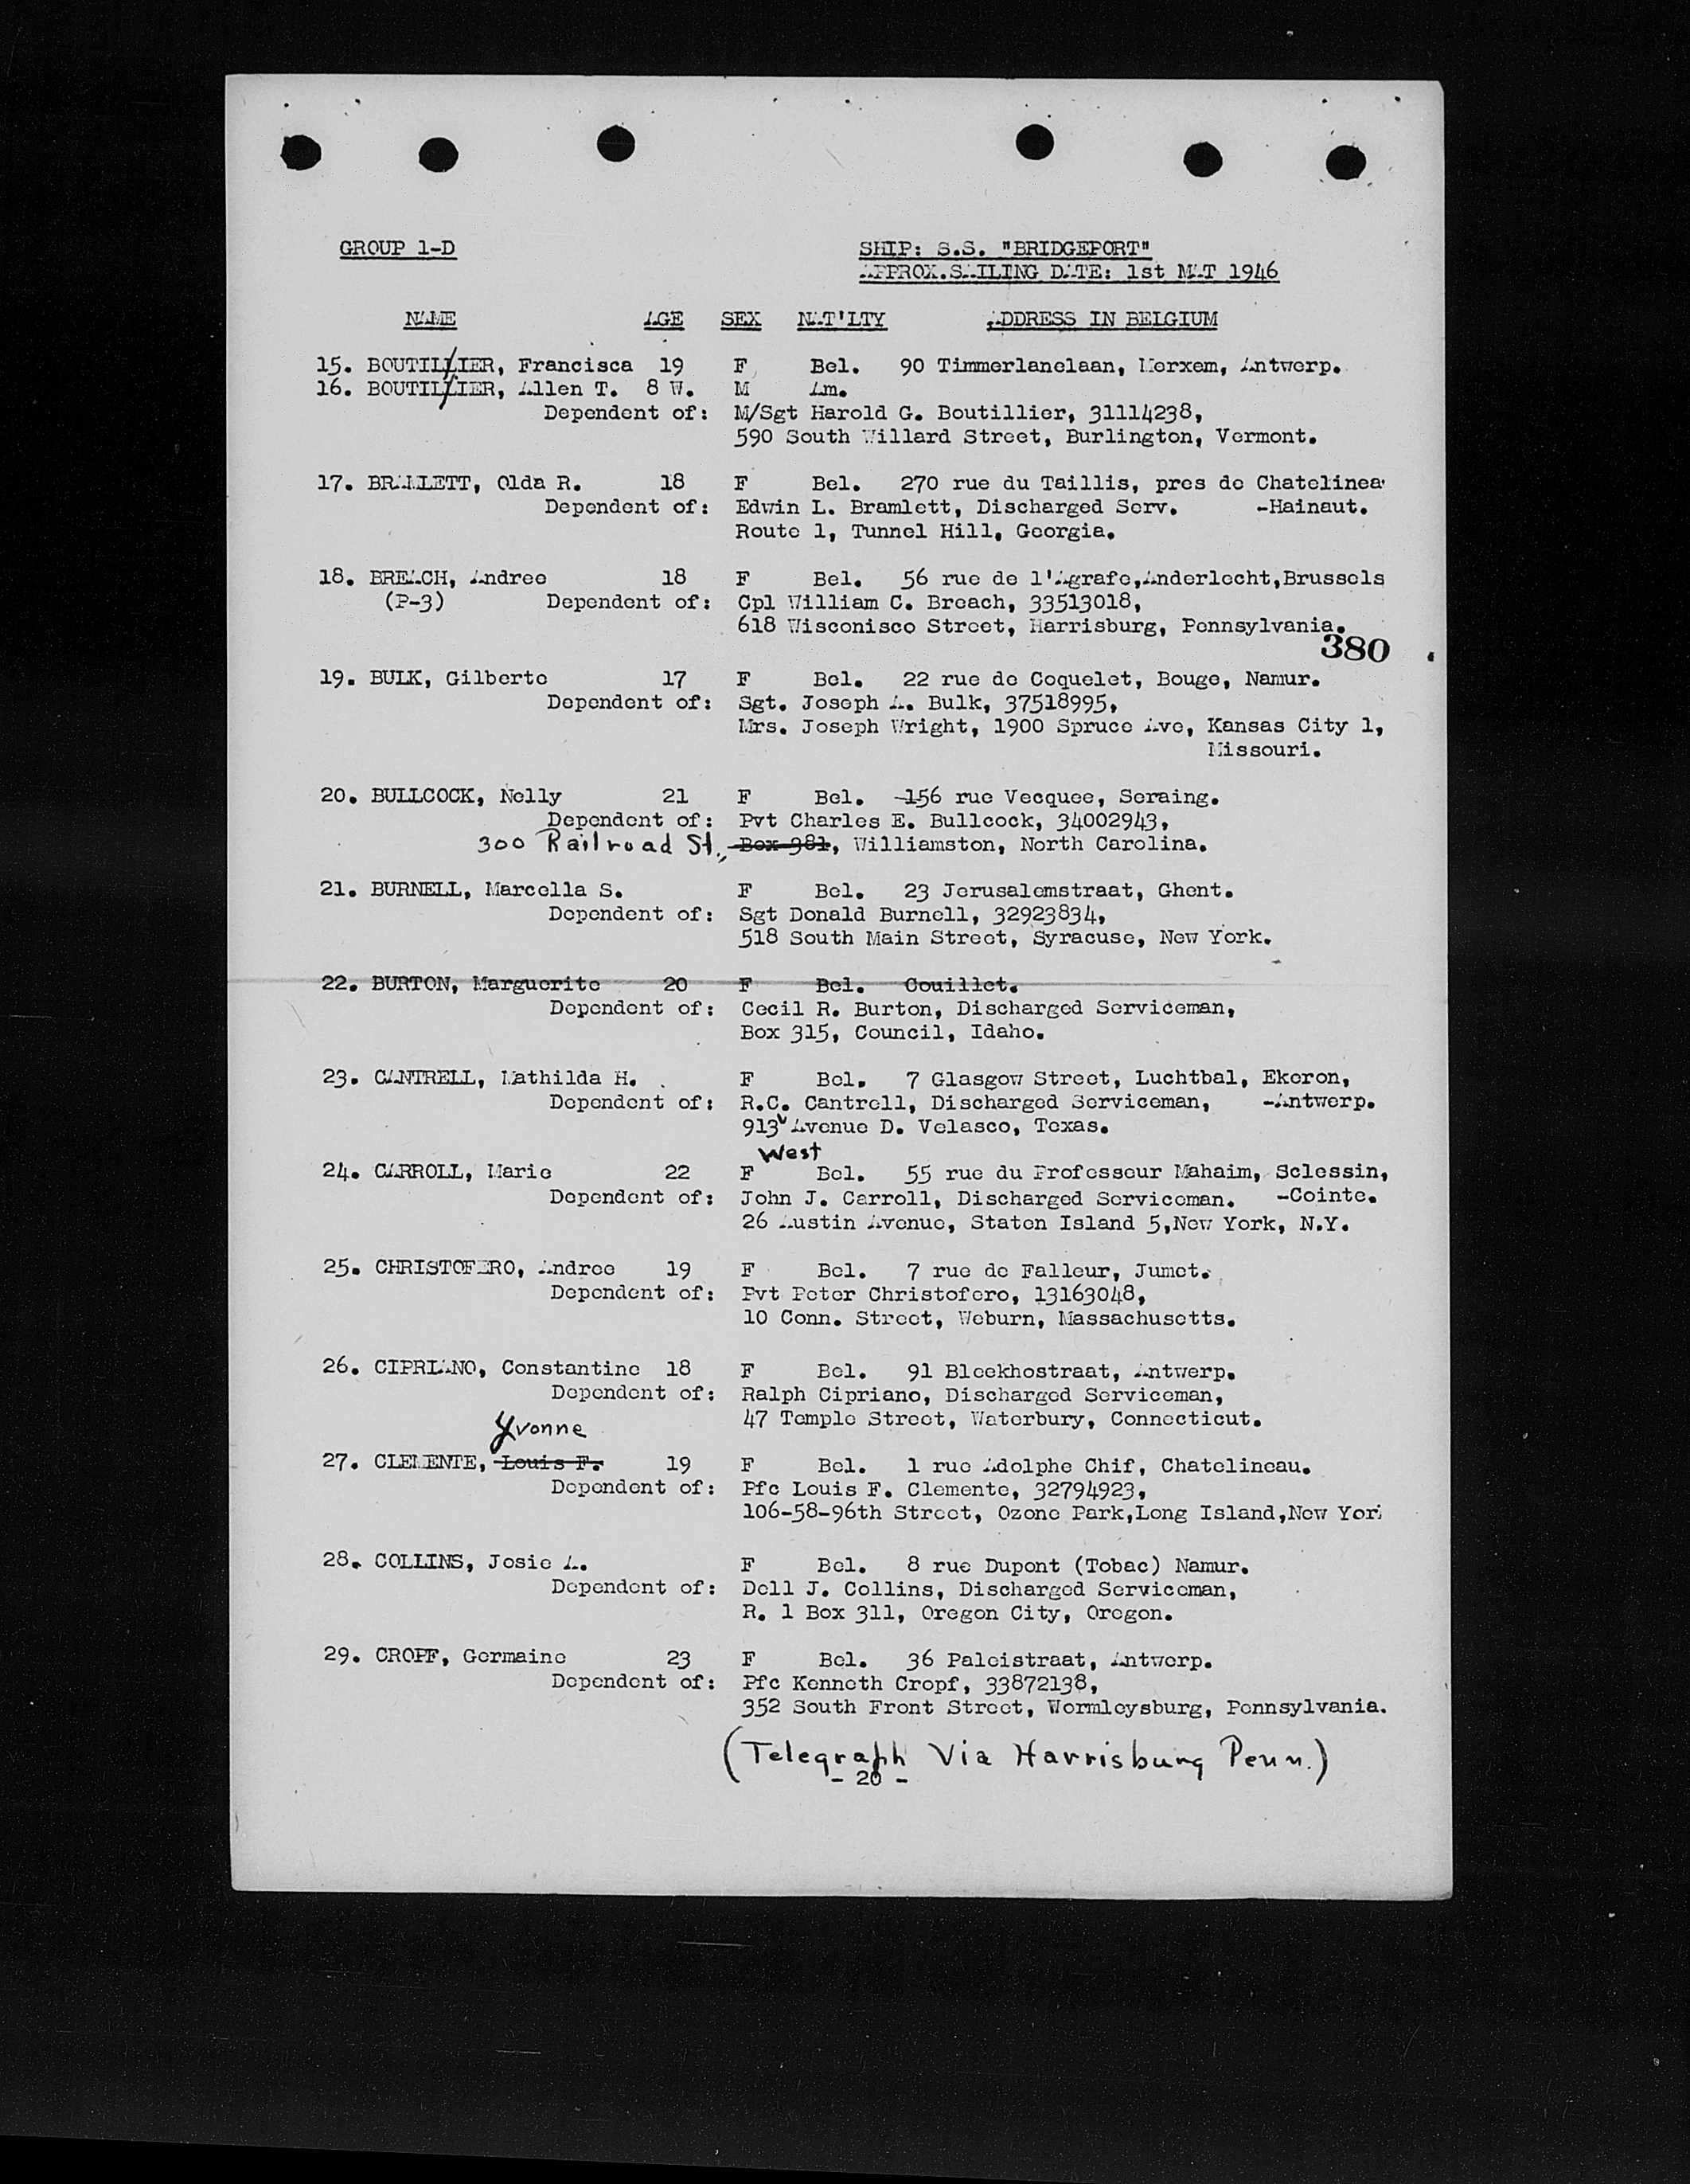 GROUP 1-D SHIP: S.S. "BRIDGEPORT"
APPROX.SAILING DATE: 1st MAT 1946
NAME AGE SEX NAT'LTY ADDRESS IN BELGIUM
15. BOUTILLIER, Francisca 19 F Bel. 90 Timmerlanelaan, Merxem, Antwerp.
16. BOUTILLIER, Allen T. 8 W. M Am.
Dependent of: M/Sgt Harold G. Boutillier, 31114238,
590 South Willard Street, Burlington, Vermont.
17. BRAMLETT, Olda R. 18 F Bel. 270 rue du Taillis, pres de Chatelinea
Dependent of: Edwin L. Bramlett, Discharged Serv. -Hainaut.
Route 1, Tunnel Hill, Georgia.
18. BREACH, Andree 18 F Bel. 56 rue de l'Agrafe,Anderlecht,Brussels
(P-3) Dependent of: Cpl William C. Breach, 33513018,
618 Wisconisco Street, Harrisburg, Pennsylvania.
380
19. BULK, Gilberte 17 F Bel. 22 rue de Coquelet, Bouge, Namur.
Dependent of: Sgt. Joseph A. Bulk, 37518995,
Mrs. Joseph Wright, 1900 Spruce Ave, Kansas City 1,
Missouri.
20. BULLCOCK, Nelly 21 F Bel. 156 rue Vecquee, Seraing.
Dependent of: Pvt Charles E. Bullcock, 34002943,
300 Railroad St., Box 981, Williamston, North Carolina.
21. BURNELL, Marcella S. F Bel. 23 Jerusalemstraat, Ghent.
Dependent of: Sgt Donald Burnell, 32923834,
518 South Main Street, Syracuse, New York.
22. BURTON, Marguerite 20 F Bel. Couillet.
Dependent of: Cecil R. Burton, Discharged Serviceman,
Box 315, Council, Idaho.
23. CANTRELL, Mathilda H. F Bel. 7 Glasgow Street, Luchtbal, Ekeren,
Dependent of: R.C. Cantrell, Discharged Serviceman, -Antwerp.
913 Avenue D. Velasco, Texas.
West
24. CARROLL, Marie 22 F Bel. 55 rue du Professeur Mahaim, Sclessin,
Dependent of: John J. Carroll, Discharged Serviceman. -Cointe.
26 Austin Avenue, Staten Island 5,New York, N.Y.
25. CHRISTOFERO, Andree 19 F Bel. 7 rue de Falleur, Jumet.
Dependent of: Pvt Peter Christofero, 13163048,
10 Conn. Street, Woburn, Massachusetts.
26. CIPRIANO, Constantine 18 F Bel. 91 Bleekhostraat, Antwerp.
Dependent of: Ralph Cipriano, Discharged Serviceman,
47 Temple Street, Waterbury, Connecticut.
Yvonne
27. CLEMENTE, Louis F. 19 F Bel. 1 rue Adolphe Chif, Chatelineau.
Dependent of: Pfc Louis F. Clemente, 32794923,
106-58-96th Street, Ozone Park,Long Island,New Yor
28. COLLINS, Josie A. F Bel. 8 rue Dupont (Tobac) Namur.
Dependent of: Dell J. Collins, Discharged Serviceman,
R. 1 Box 311, Oregon City, Oregon.
29. CROPF, Germaine 23 F Bel. 36 Paleistraat, Antwerp.
Dependent of: Pfc Kenneth Cropf, 33872138,
352 South Front Street, Wormleysburg, Pennsylvania.
(Telegraph Via Harrisburg Penn.)
- 20 -